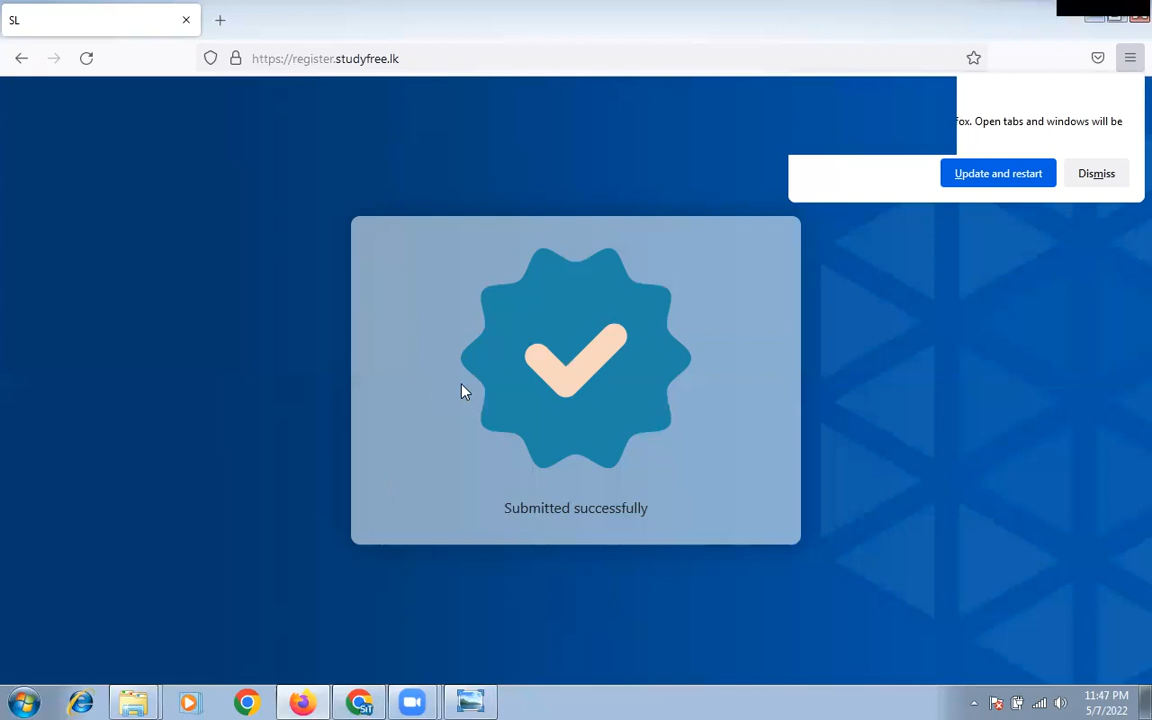 SL
https://register.studyfree.lk
fox. Open tabs and windows will be
Update and restart
Dismiss
Submitted successfully
SiT
11:47 PM
5/7/2022